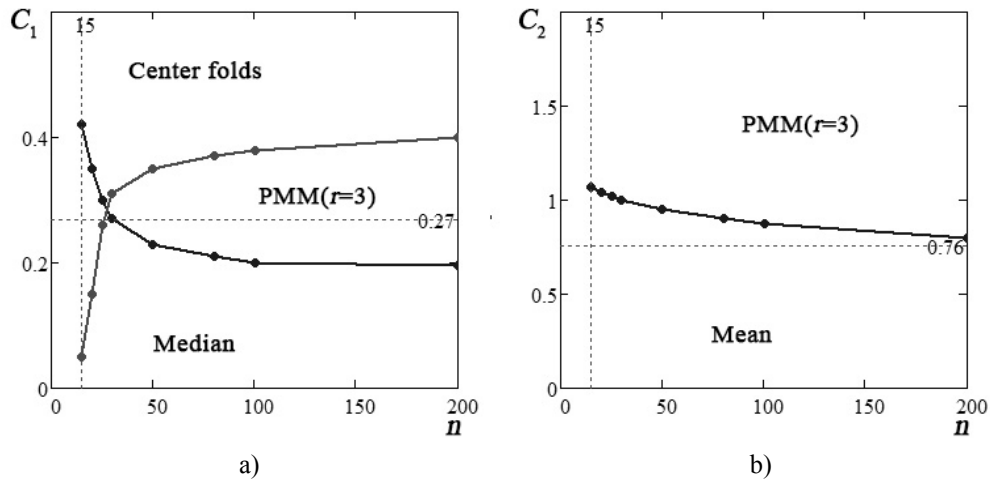 C₁
15
Center folds
0.4
PMM(r=3)
0.27
0.2
Median
0
0 50 100 150 200
n
a)
C₂
15
1.5
PMM(r=3)
1
0.76
0.5
Mean
0
0 50 100 150 200
n
b)